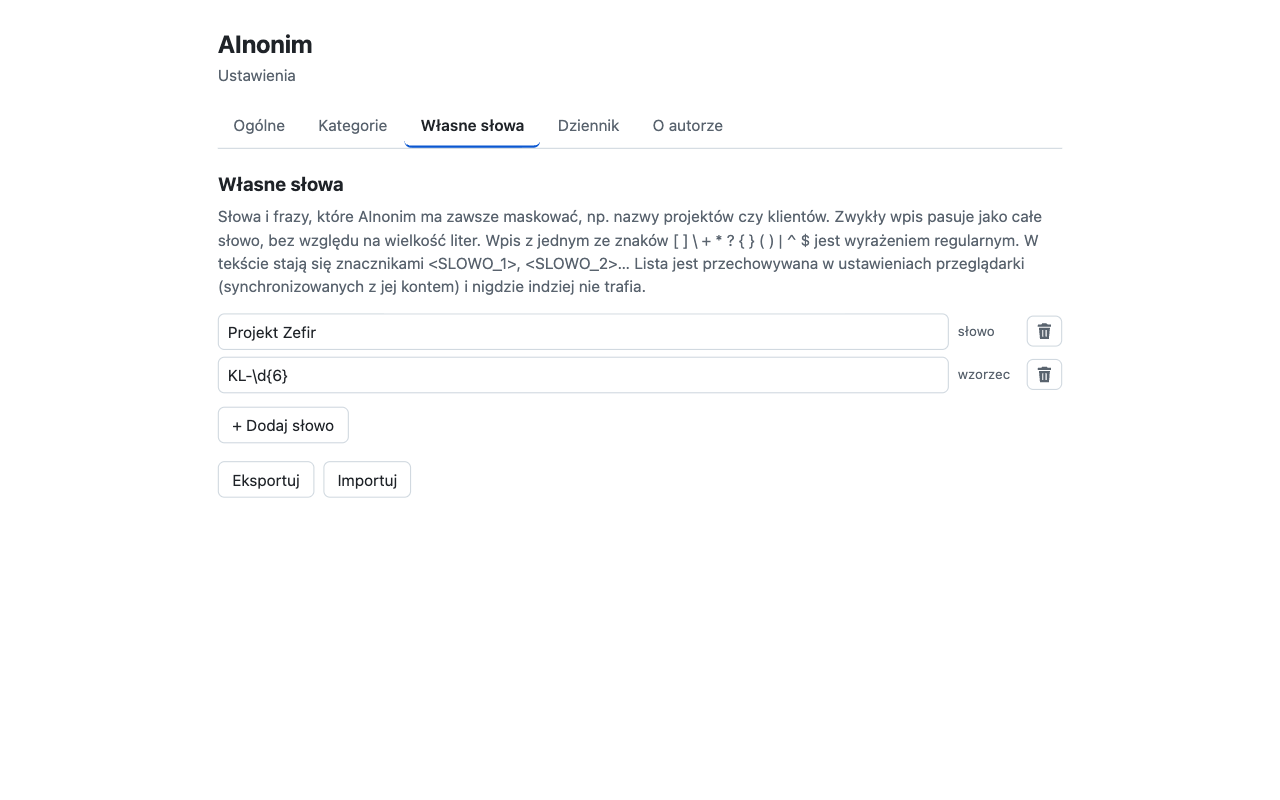 AInonim
Ustawienia
Ogólne Kategorie Własne słowa Dziennik O autorze
Własne słowa
Słowa i frazy, które AInonim ma zawsze maskować, np. nazwy projektów czy klientów. Zwykły wpis pasuje jako całe
słowo, bez względu na wielkość liter. Wpis z jednym ze znaków [ ] \ + * ? { } ( ) | ^ $ jest wyrażeniem regularnym. W
tekście stają się znacznikami <SLOWO_1>, <SLOWO_2>… Lista jest przechowywana w ustawieniach przeglądarki
(synchronizowanych z jej kontem) i nigdzie indziej nie trafia.
Projekt Zefir słowo
KL-\d{6} wzorzec
+ Dodaj słowo
Eksportuj Importuj